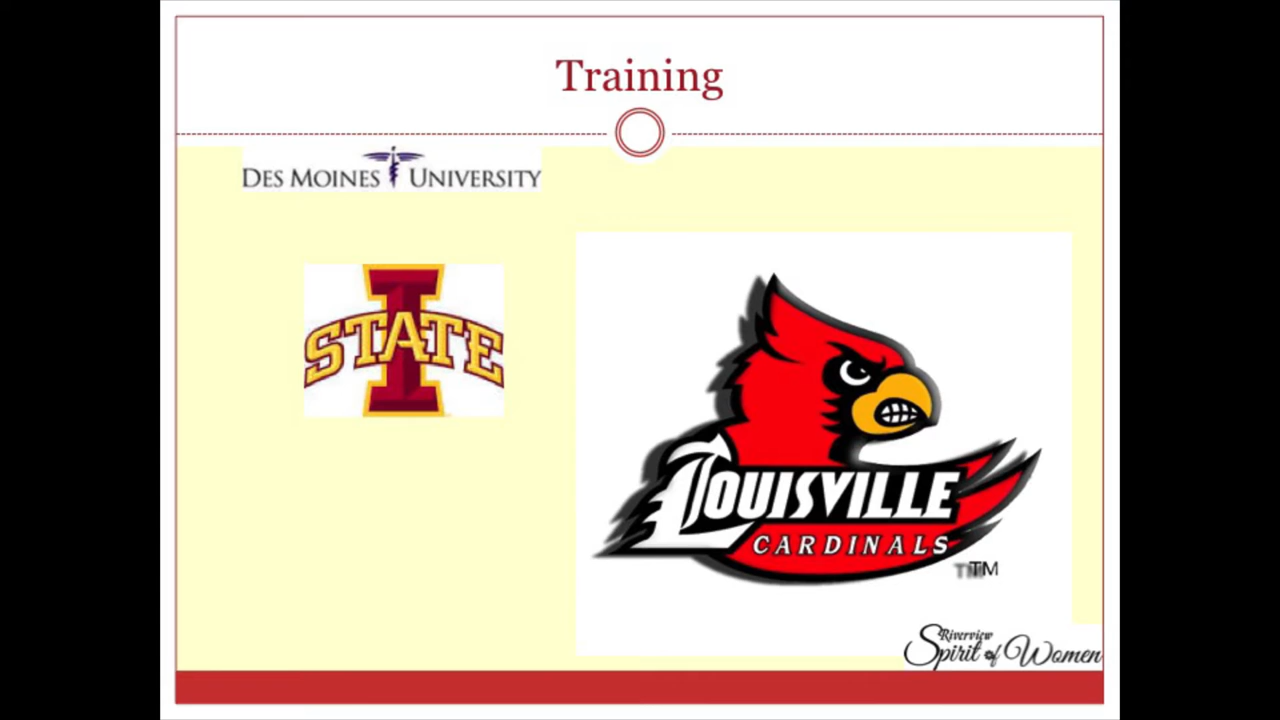 Training
DES MOINES UNIVERSITY
I
STATE
LOUISVILLE
CARDINALS
TM
Riverview
Spirit of Women